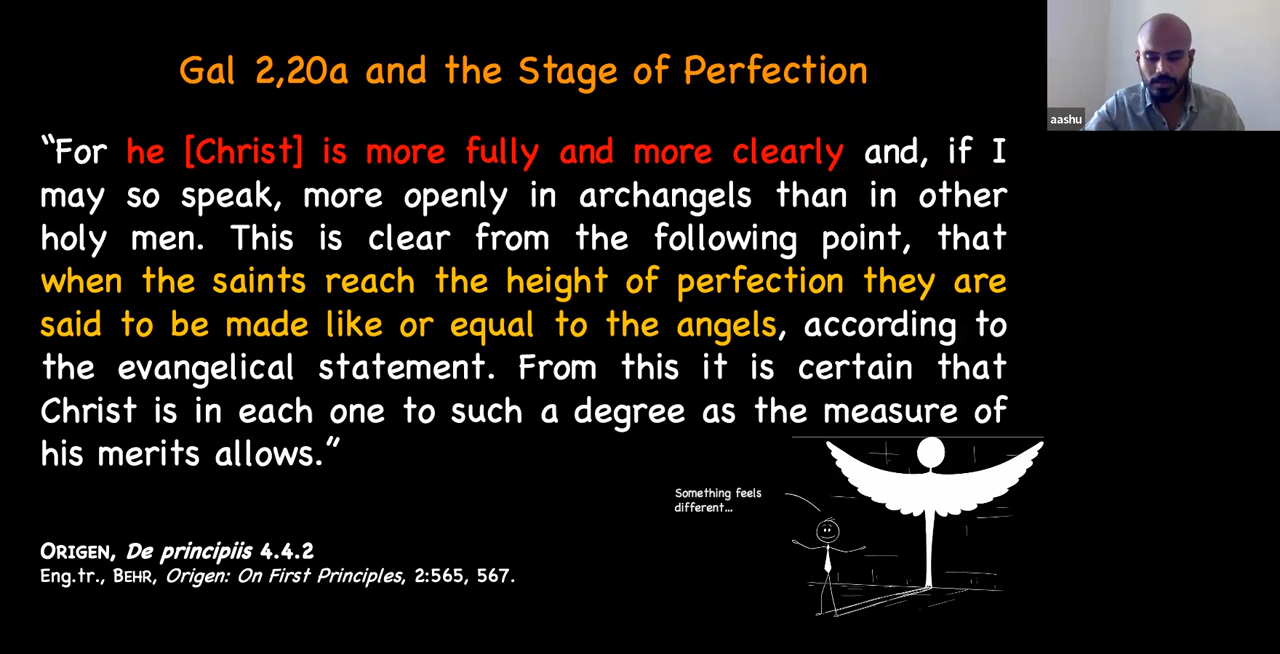 Gal 2,20a and the Stage of Perfection
aashu
“For he [Christ] is more fully and more clearly and, if I
may so speak, more openly in archangels than in other
holy men. This is clear from the following point, that
when the saints reach the height of perfection they are
said to be made like or equal to the angels, according to
the evangelical statement. From this it is certain that
Christ is in each one to such a degree as the measure of
his merits allows.”
Something feels
different...
ORIGEN, De principiis 4.4.2
Eng.tr., BEHR, Origen: On First Principles, 2:565, 567.